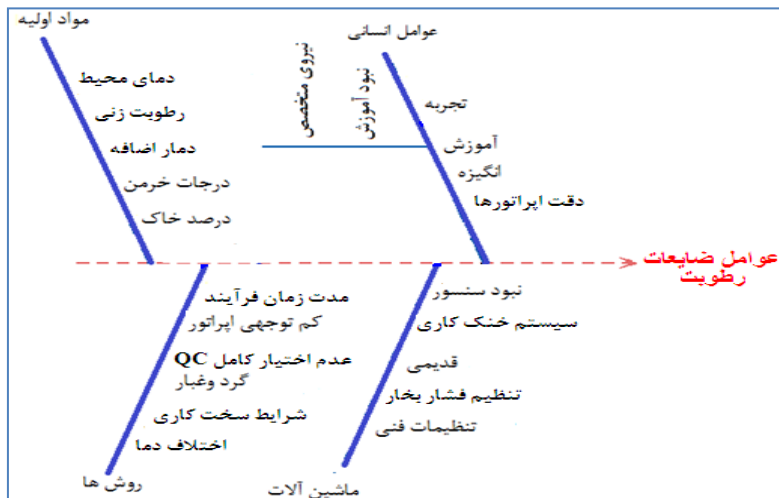 عوامل انسانی
تجربه
آموزش
نبود آموزش
نیروی متخصص
انگیزه
دقت اپراتورها
مواد اولیه
دمای محیط
رطوبت زنی
دمار اضافه
درجات خرمن
درصد خاک
عوامل ضایعات
رطوبت
نبود سنسور
سیستم خنک کاری
قدیمی
تنظیم فشار بخار
تنظیمات فنی
ماشین آلات
مدت زمان فرآیند
کم توجهی اپراتور
عدم اختیار کامل QC
گرد وغبار
شرایط سخت کاری
اختلاف دما
روش ها